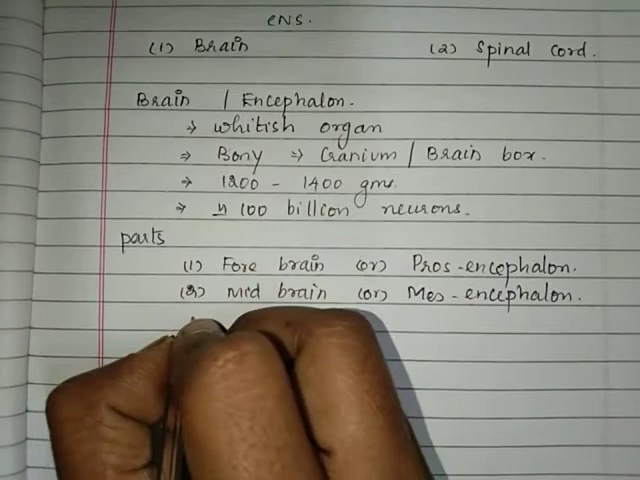 CNS.
(1) Brain (2) Spinal cord.
Brain / Encephalon.
→ whitish organ
⇒ Bony ⇒ Cranium / Brain box.
→ 1200 - 1400 gms.
→ 100 billion neurons.
parts
(1) Fore brain (or) Pros-encephalon.
(2) Mid brain (or) Mes-encephalon.